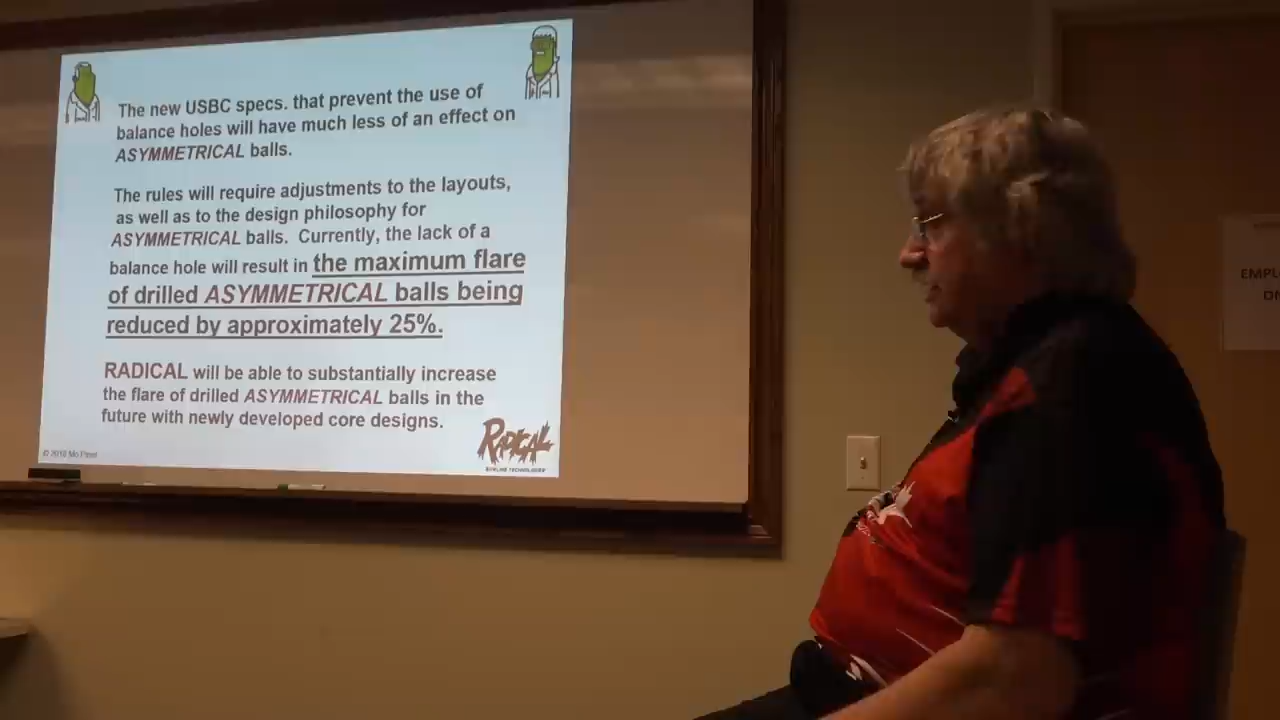 The new USBC specs. that prevent the use of
balance holes will have much less of an effect on
ASYMMETRICAL balls.
The rules will require adjustments to the layouts,
as well as to the design philosophy for
ASYMMETRICAL balls. Currently, the lack of a
balance hole will result in the maximum flare
of drilled ASYMMETRICAL balls being
reduced by approximately 25%.
RADICAL will be able to substantially increase
the flare of drilled ASYMMETRICAL balls in the
future with newly developed core designs.
RADICAL
BOWLING TECHNOLOGIES